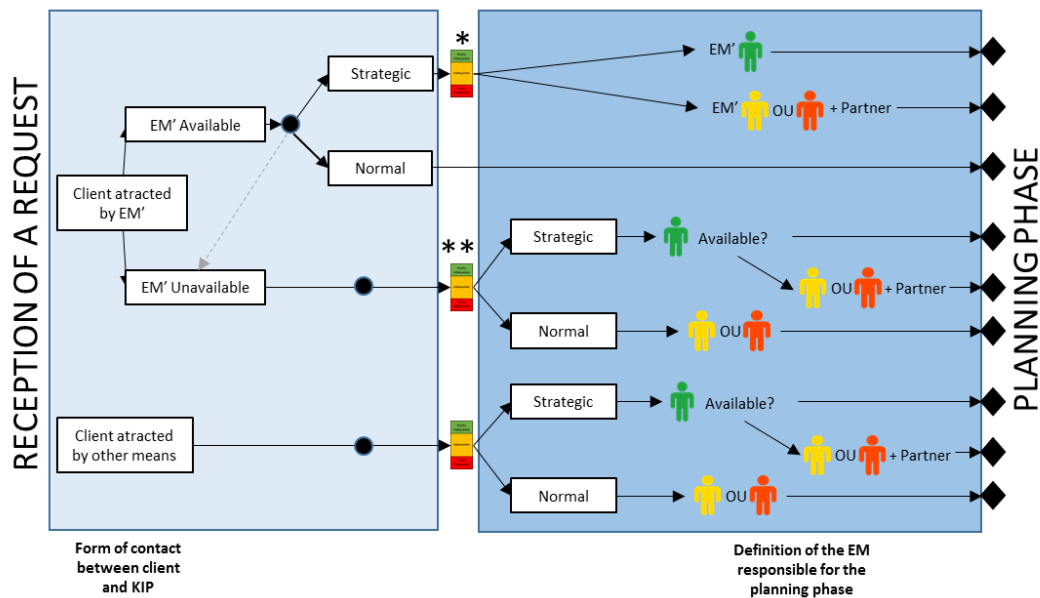 RECEPTION OF A REQUEST
Client atracted
by EM’
EM’ Available
EM’ Unavailable
Strategic
Normal
Client atracted
by other means
*
**
EM’
EM’
OU
+ Partner
Strategic
Available?
OU
+ Partner
Normal
OU
Strategic
Available?
OU
+ Partner
Normal
OU
PLANNING PHASE
Form of contact
between client
and KIP
Definition of the EM
responsible for the
planning phase